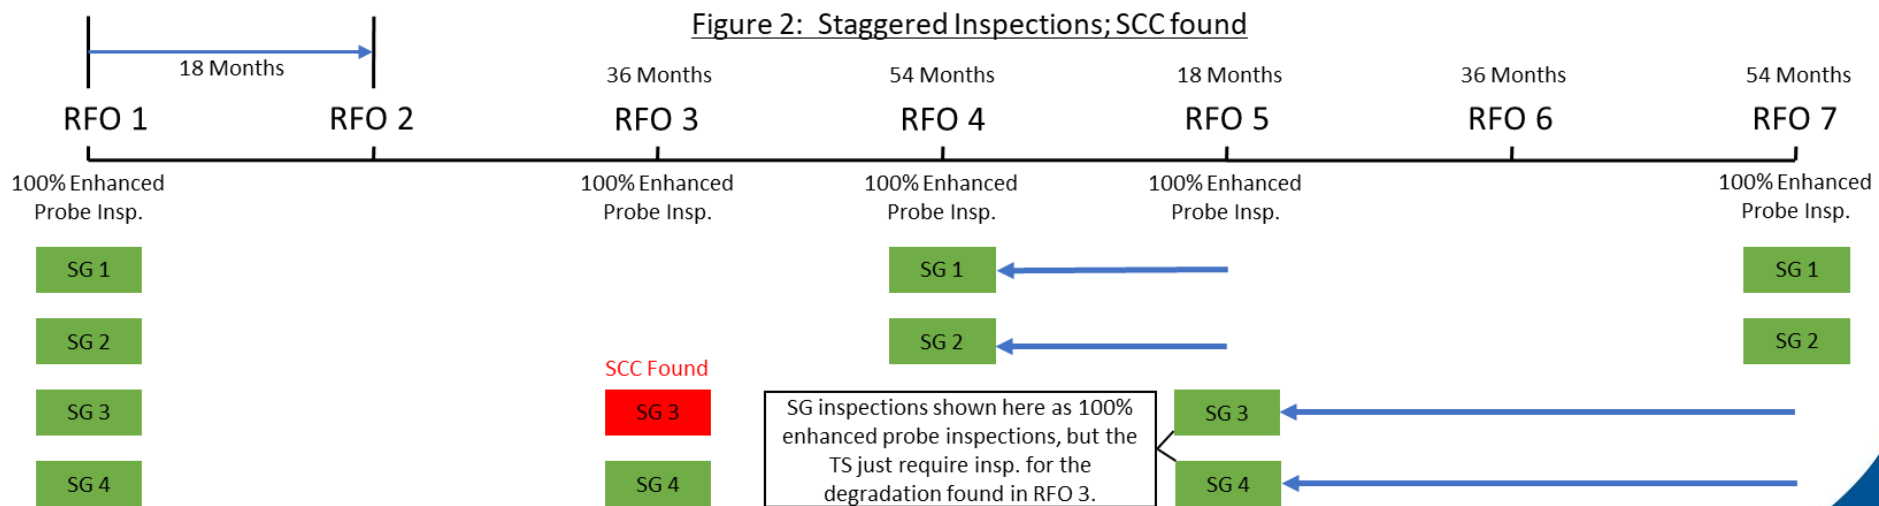 Figure 2: Staggered Inspections; SCC found
18 Months
36 Months
54 Months
18 Months
36 Months
54 Months
RFO 1
RFO 2
RFO 3
RFO 4
RFO 5
RFO 6
RFO 7
100% Enhanced
Probe Insp.
100% Enhanced
Probe Insp.
100% Enhanced
Probe Insp.
100% Enhanced
Probe Insp.
100% Enhanced
Probe Insp.
SG 1
SG 1
SG 1
SG 2
SG 2
SG 2
SCC Found
SG 3
SG 3
SG inspections shown here as 100%
enhanced probe inspections, but the
TS just require insp. for the
degradation found in RFO 3.
SG 3
SG 4
SG 4
SG 4